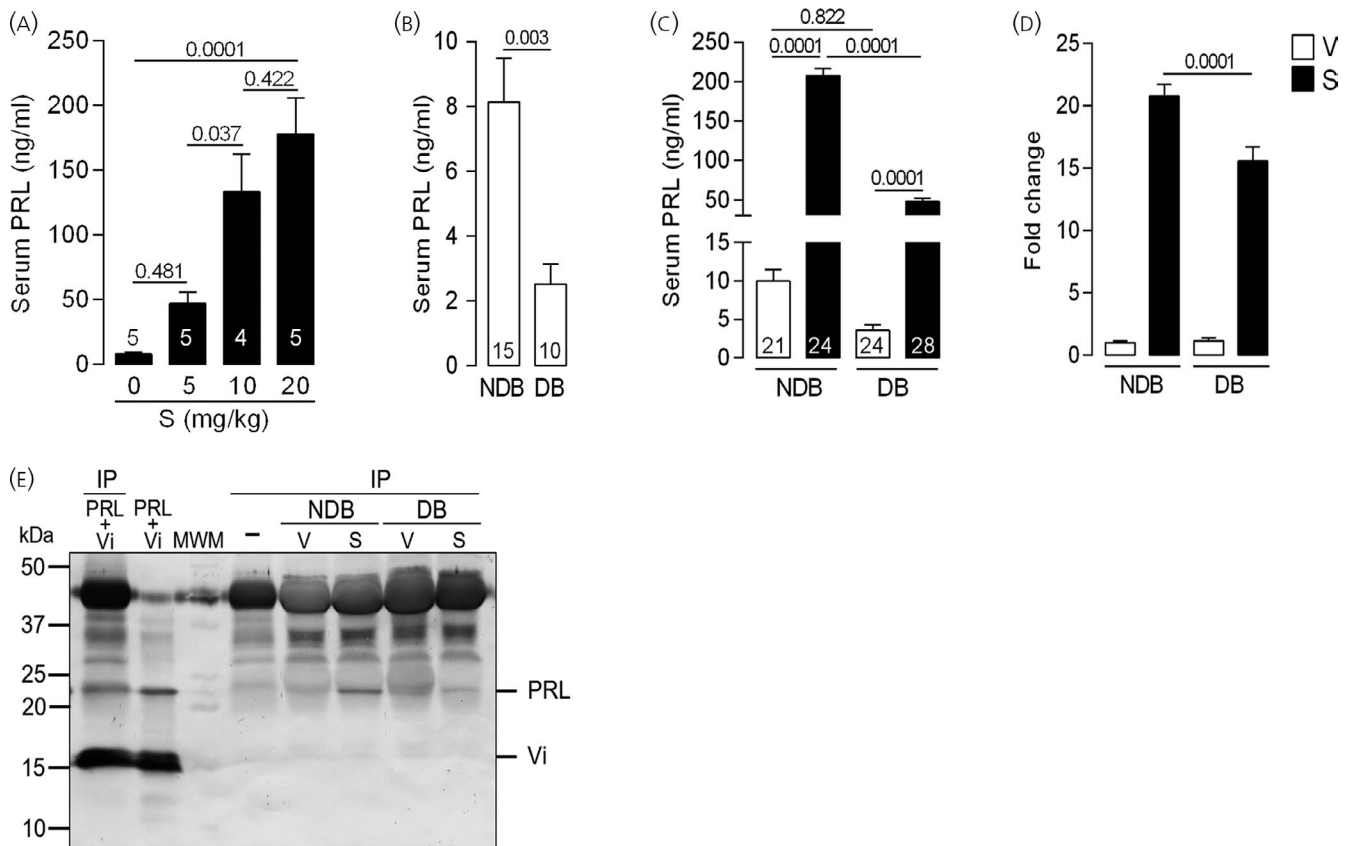 (A)
Serum PRL (ng/ml)
250
200
150
100
50
0
0.0001
0.422
0.037
0.481
5
5
4
5
0 5 10 20
S (mg/kg)
(B)
Serum PRL (ng/ml)
10
8
6
4
2
0
0.003
15
10
NDB DB
(C)
Serum PRL (ng/ml)
250
200
150
100
50
15
10
5
0
0.822
0.0001
0.0001
0.0001
21
24
24
28
NDB DB
(D)
Fold change
25
20
15
10
5
0
0.0001
NDB DB
V
S
(E)
IP IP
PRL PRL NDB DB
+ +
kDa Vi Vi MWM – V S V S
50
37
25
20
15
10
PRL
Vi